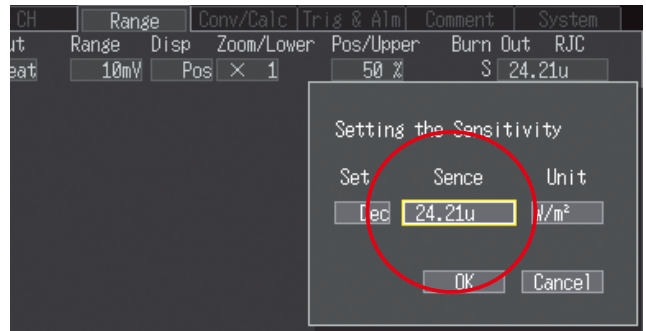 CH Range Conv/Calc Trig & Alm Comment System
ut Range Disp Zoom/Lower Pos/Upper Burn Out RJC
eat 10mV Pos × 1 50 % S 24.21u
Setting the Sensitivity
Set Sence Unit
Dec 24.21u W/m²
OK Cancel